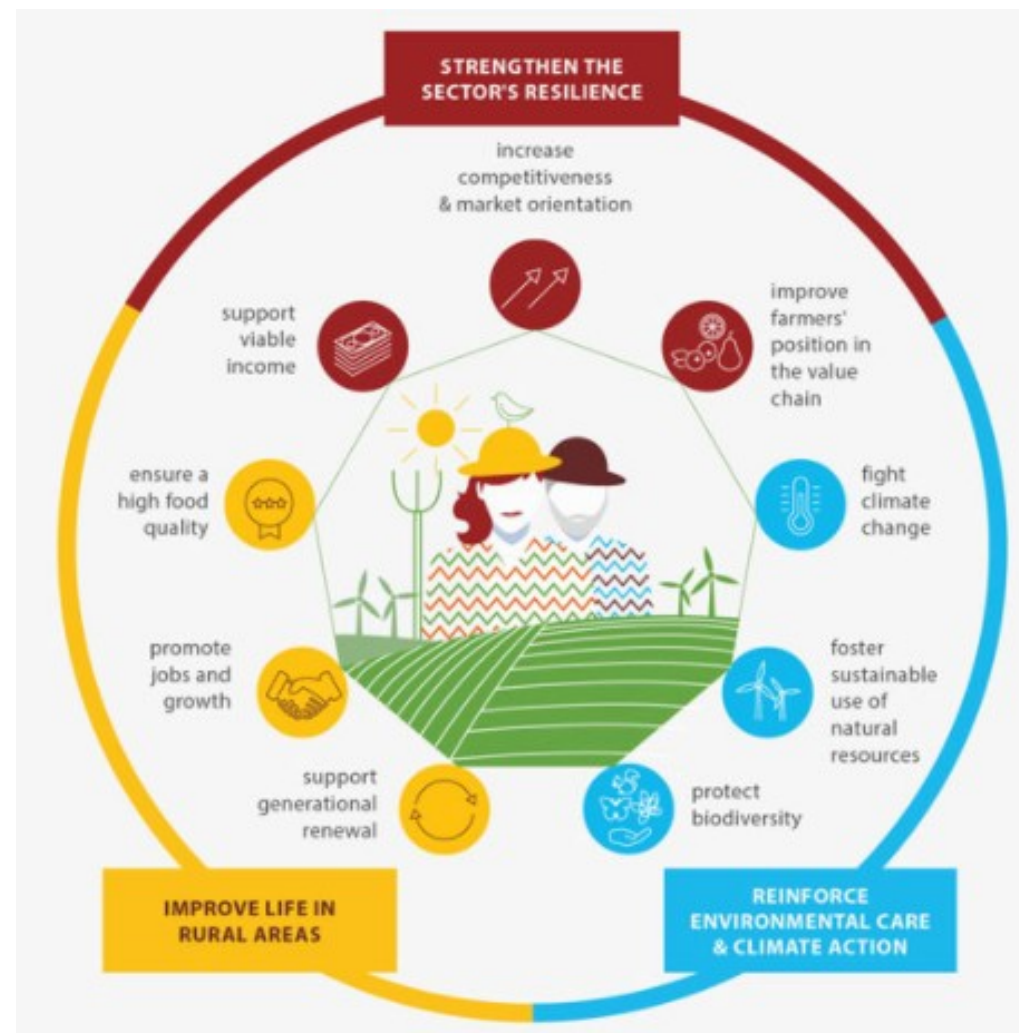 STRENGTHEN THE
SECTOR'S RESILIENCE
increase
competitiveness
& market orientation
support
viable
income
improve
farmers'
position in
the value
chain
ensure a
high food
quality
fight
climate
change
promote
jobs and
growth
foster
sustainable
use of
natural
resources
support
generational
renewal
protect
biodiversity
IMPROVE LIFE IN
RURAL AREAS
REINFORCE
ENVIRONMENTAL CARE
& CLIMATE ACTION